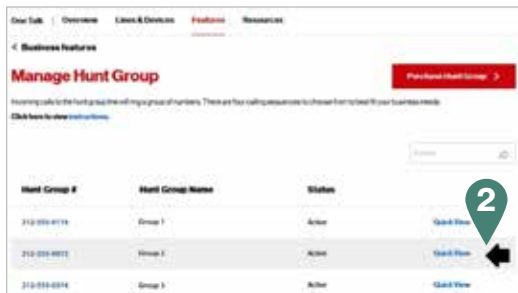 One Talk | Overview Lines & Devices Features Resources
< Business features
Manage Hunt Group
Purchase Hunt Group >
Incoming calls to the hunt group line will ring a group of numbers. There are four calling sequences to choose from to best fit your business needs.
Click here to view instructions.
Hunt Group # Hunt Group Name Status
2
Group 1 Active Quick View
Group 2 Active Quick View
Group 3 Active Quick View